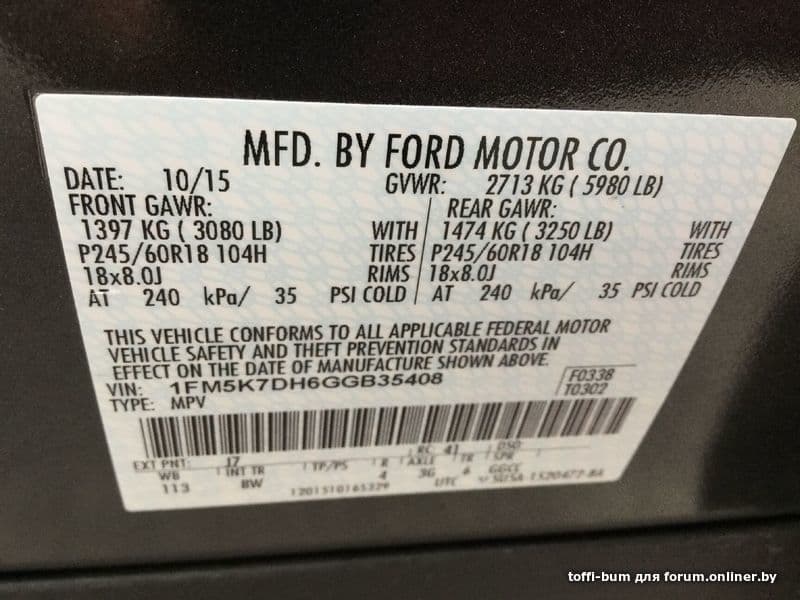 MFD. BY FORD MOTOR CO.
DATE: 10/15 GVWR: 2713 KG ( 5980 LB)
FRONT GAWR: REAR GAWR:
1397 KG ( 3080 LB) WITH 1474 KG ( 3250 LB) WITH
P245/60R18 104H TIRES P245/60R18 104H TIRES
18x8.0J RIMS 18x8.0J RIMS
AT 240 kPa/ 35 PSI COLD AT 240 kPa/ 35 PSI COLD
THIS VEHICLE CONFORMS TO ALL APPLICABLE FEDERAL MOTOR
VEHICLE SAFETY AND THEFT PREVENTION STANDARDS IN
EFFECT ON THE DATE OF MANUFACTURE SHOWN ABOVE.
VIN: 1FM5K7DH6GGB35408 F0338
TYPE: MPV T0302
EXT PNT: J7 RC: 41 DSO:
WB INT TR TP/PS R AXLE TR SPR
113 BW 4 3G 6 GGCC
1201510165329 UTC
toffi-bum для forum.onliner.by